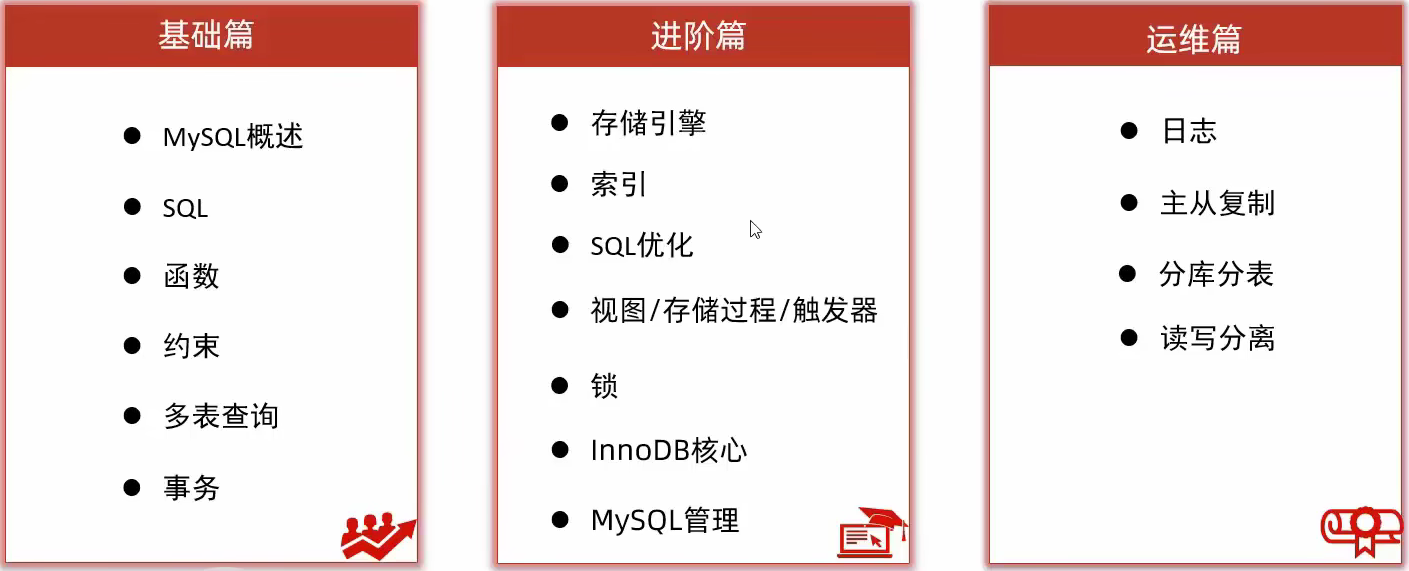 基础篇
MySQL概述
SQL
函数
约束
多表查询
事务
进阶篇
存储引擎
索引
SQL优化
视图/存储过程/触发器
锁
InnoDB核心
MySQL管理
运维篇
日志
主从复制
分库分表
读写分离